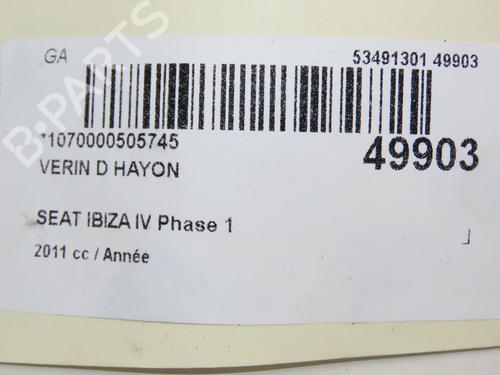 GA
53491301 49903
*1070000505745
49903
VERIN D HAYON
SEAT IBIZA IV Phase 1
2011 cc / Année
B-PARTS